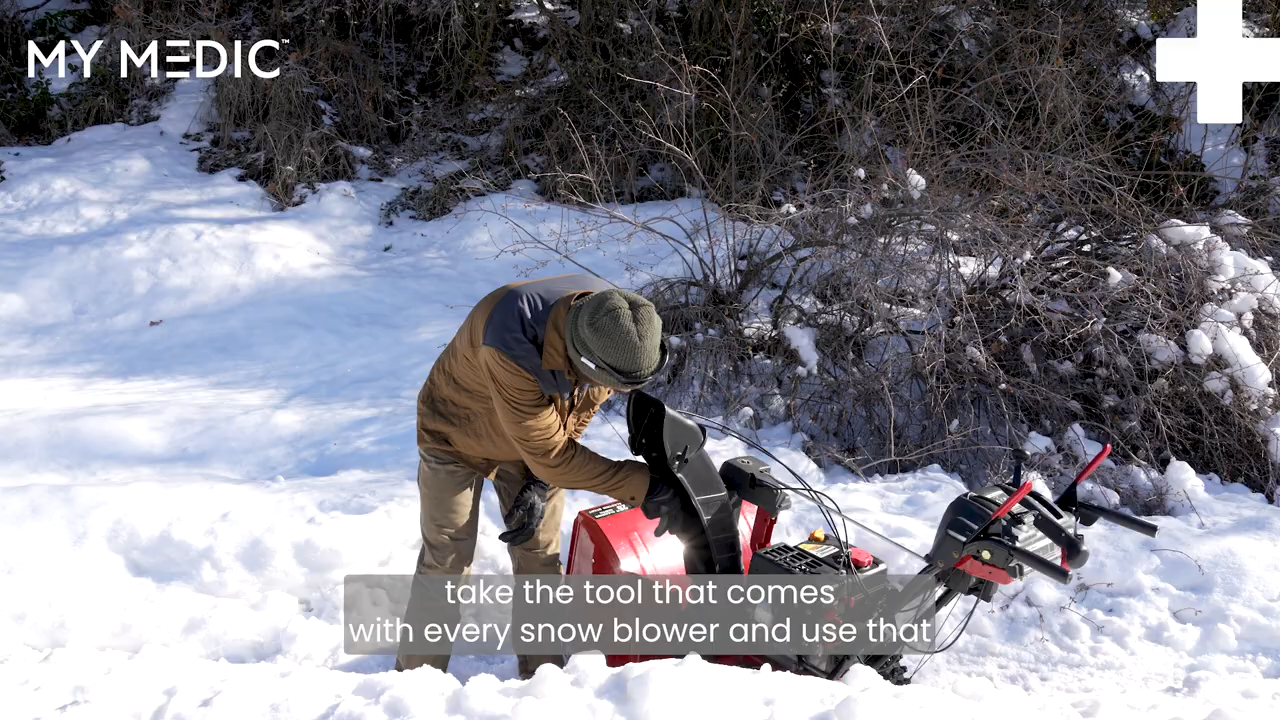 MY MEDIC™
take the tool that comes
with every snow blower and use that